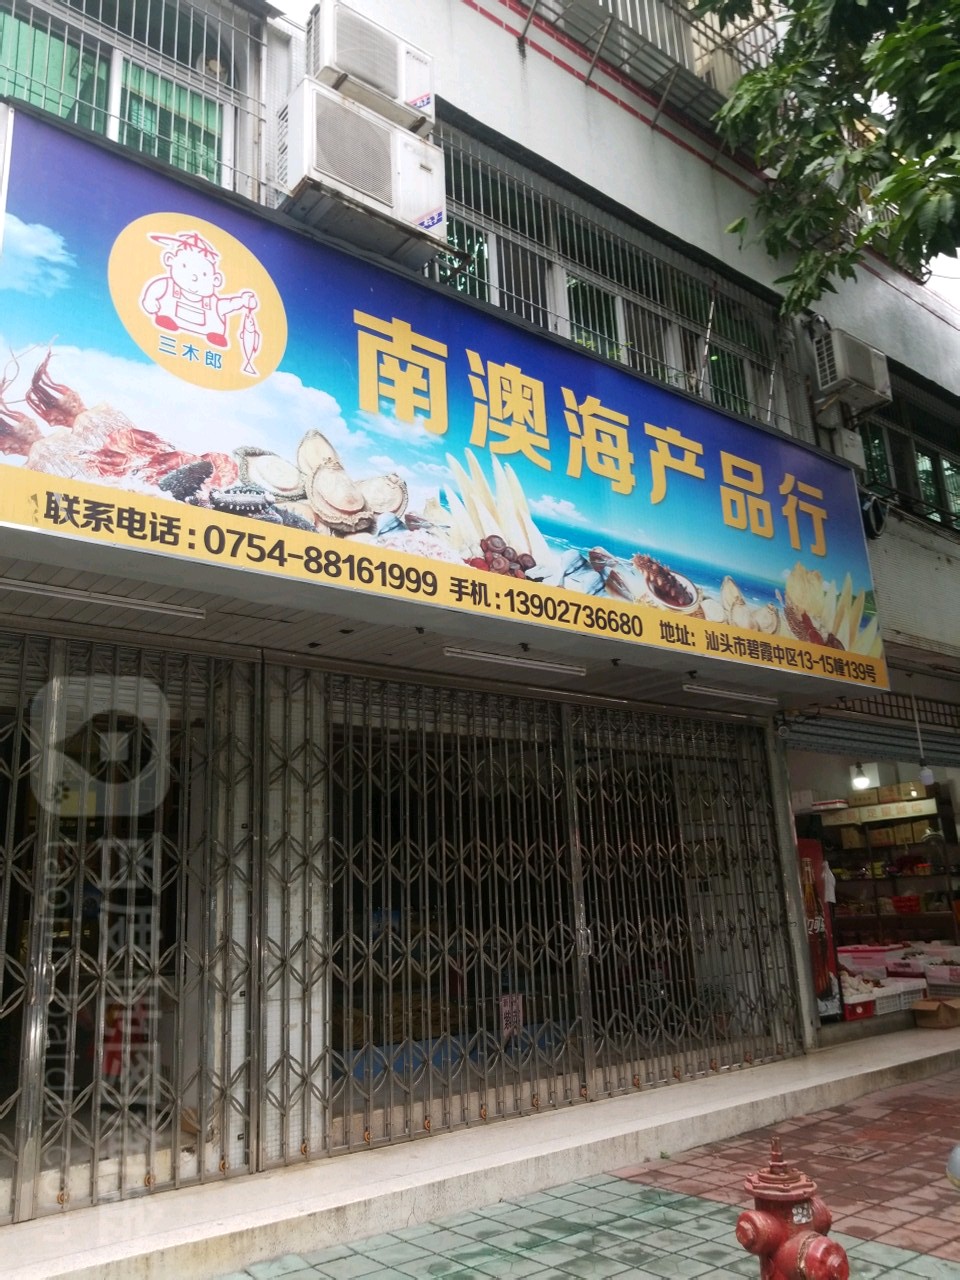 三木郎
南澳海产品行
联系电话：0754-88161999 手机：13902736680 地址：汕头市碧霞中区13-15幢139号